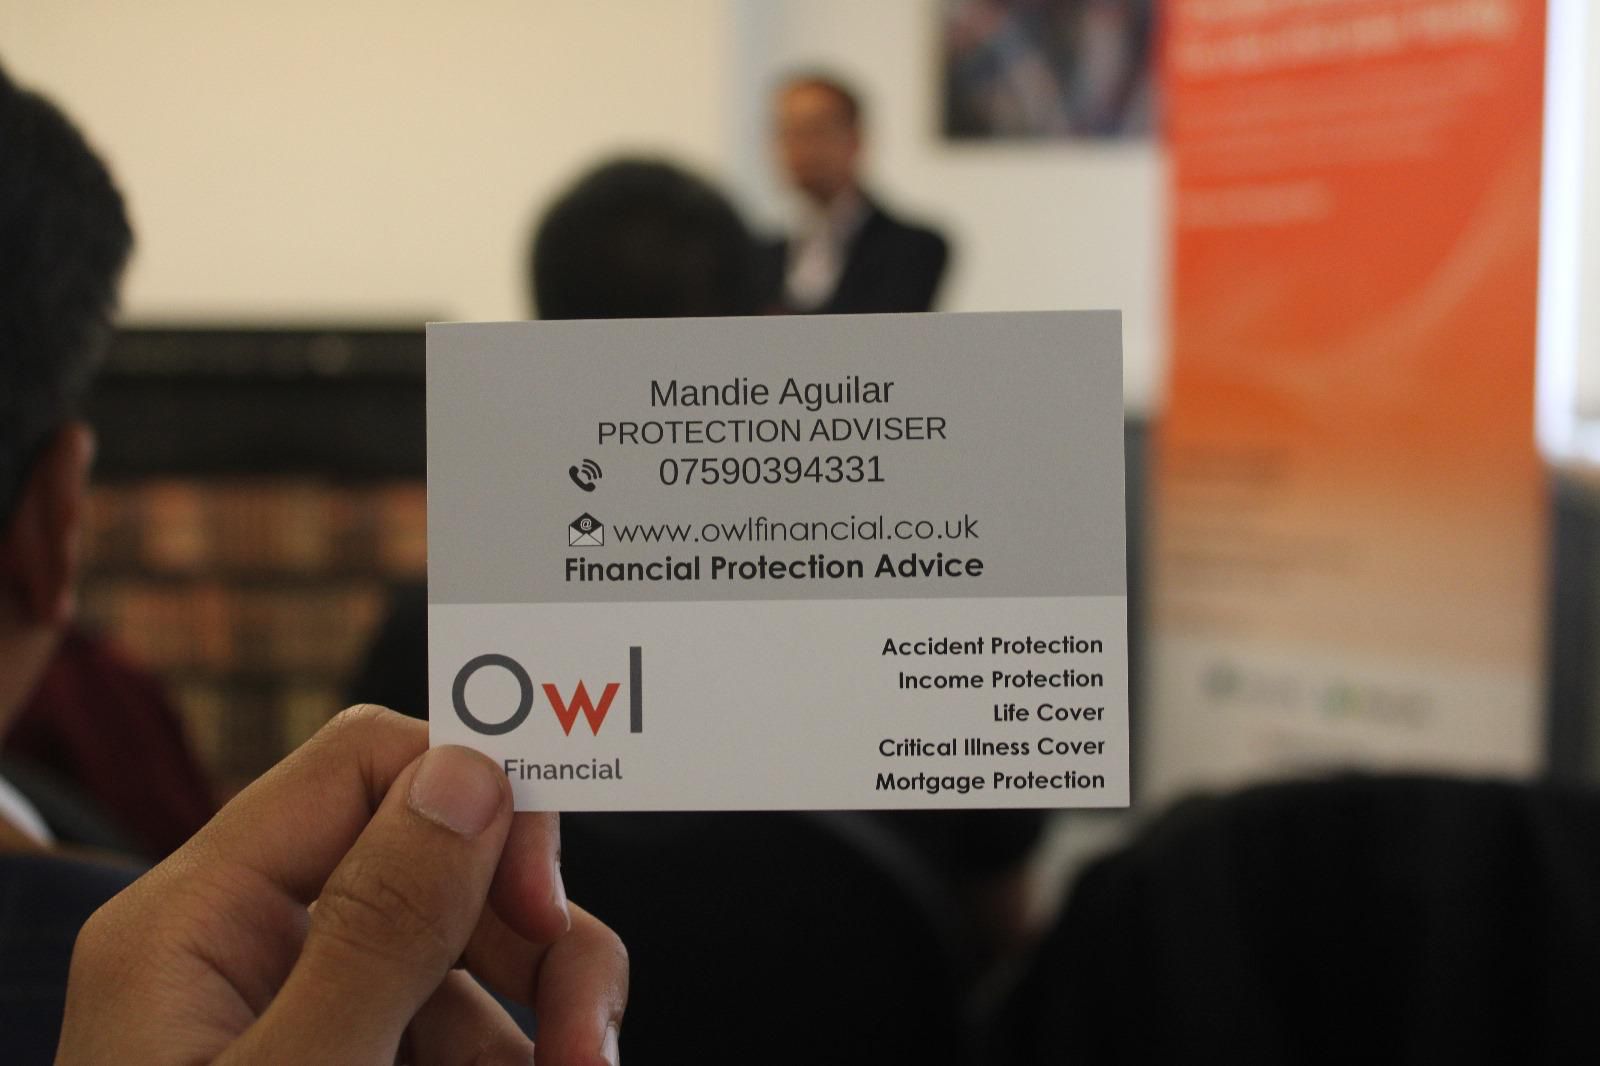 Mandie Aguilar
PROTECTION ADVISER
07590394331
www.owlfinancial.co.uk
Financial Protection Advice
Owl
Financial
Accident Protection
Income Protection
Life Cover
Critical Illness Cover
Mortgage Protection